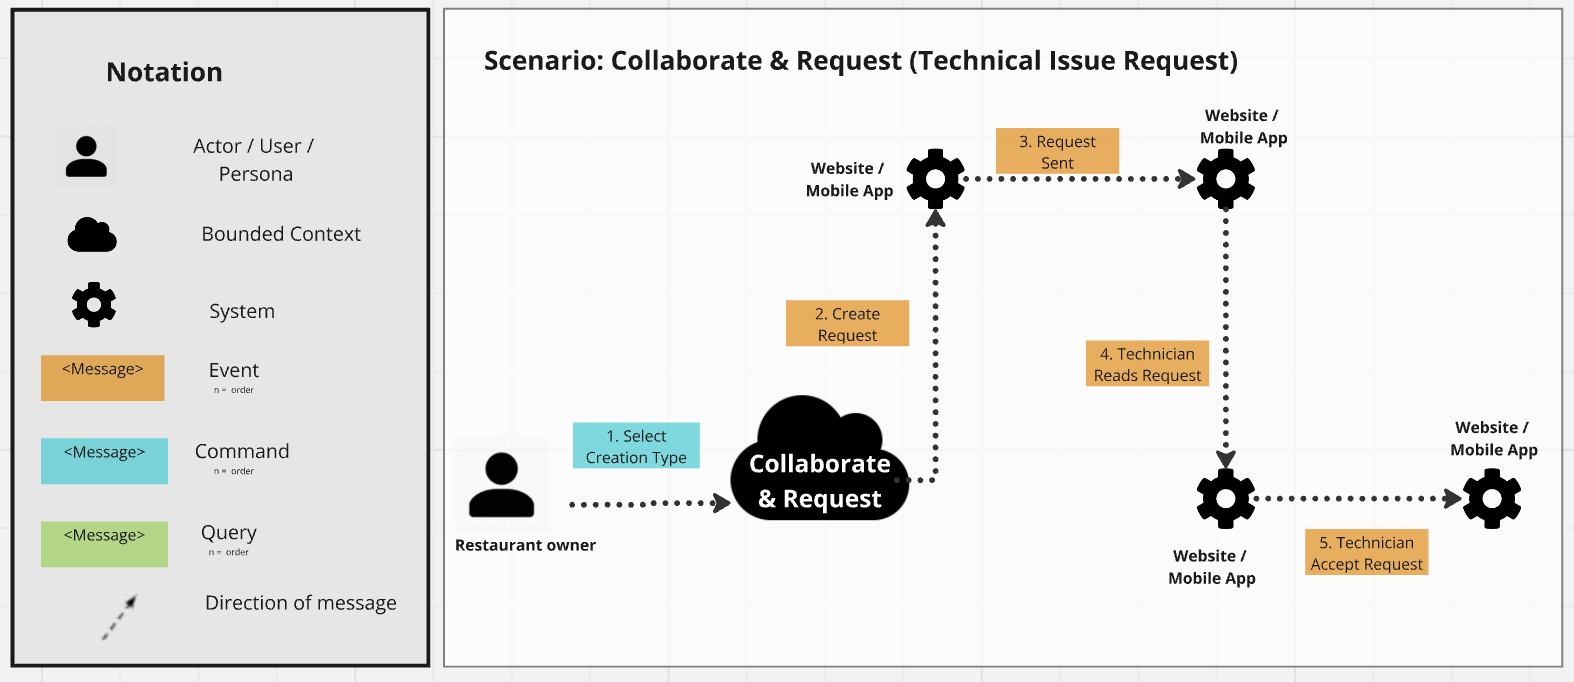 Notation
Actor / User /
Persona
Bounded Context
System
<Message>
Event
n = order
<Message>
Command
n = order
<Message>
Query
n = order
Direction of message
Scenario: Collaborate & Request (Technical Issue Request)
Restaurant owner
1. Select
Creation Type
Collaborate
& Request
2. Create
Request
Website /
Mobile App
3. Request
Sent
Website /
Mobile App
4. Technician
Reads Request
Website /
Mobile App
5. Technician
Accept Request
Website /
Mobile App